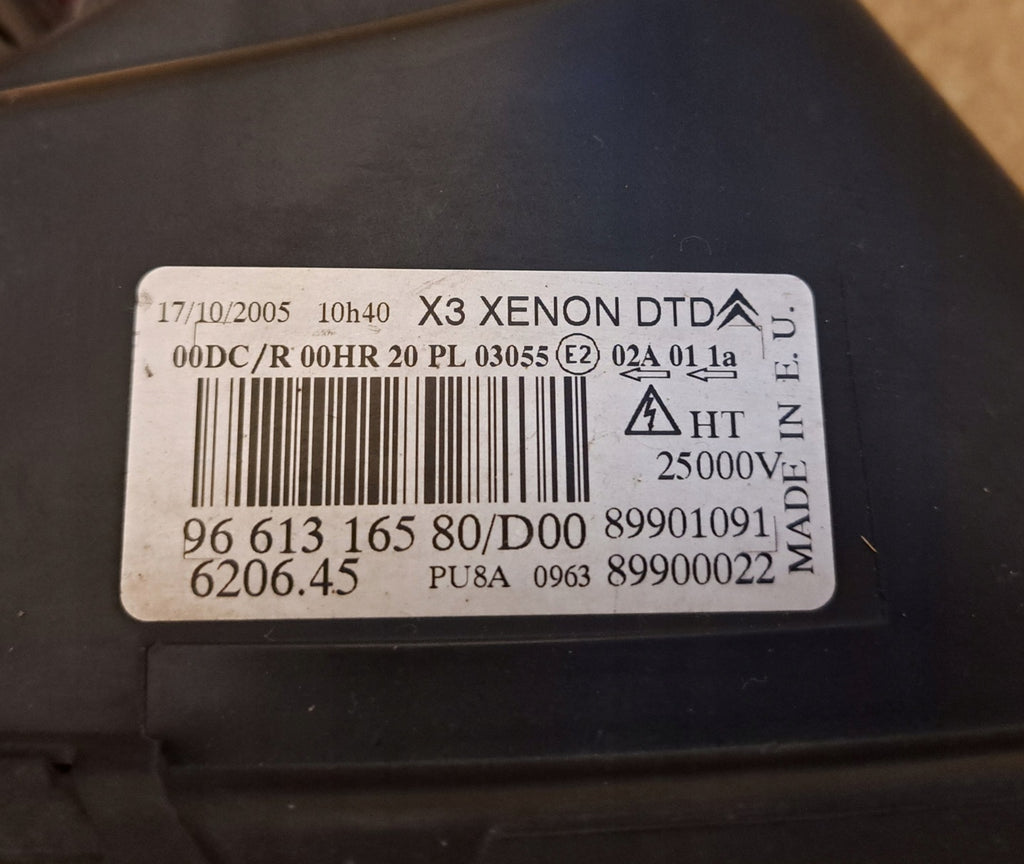 17/10/2005 10h40 X3 XENON DTD
00DC/R 00HR 20 PL 03055 E2 02A 01 1a
HT
25000V
96 613 165 80/D00 89901091
6206.45 PU8A 0963 89900022
MADE IN E. U.